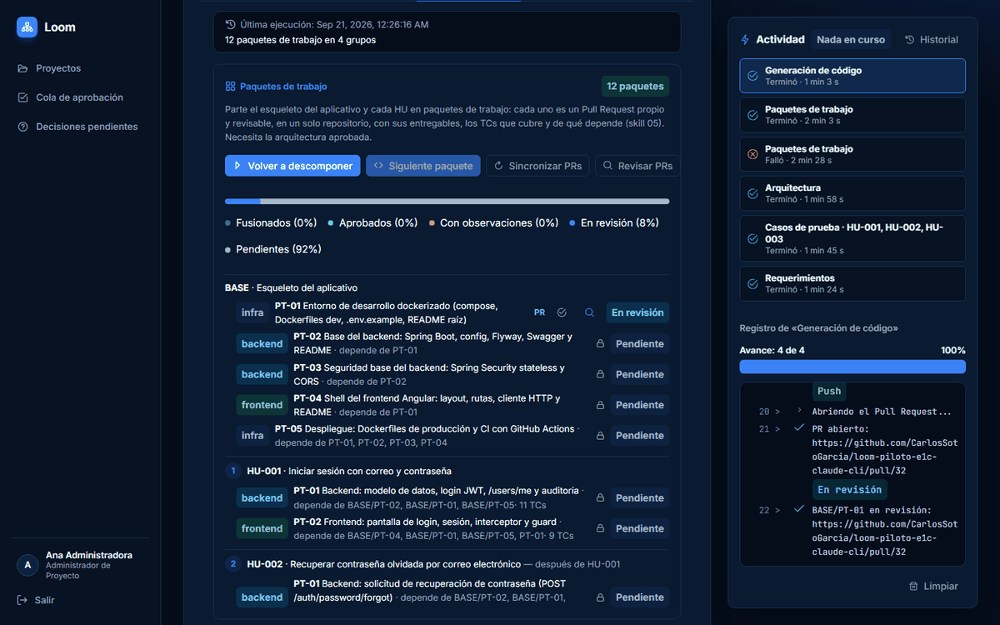 Loom
Proyectos
Cola de aprobación
Decisiones pendientes
A
Ana Administradora
Administrador de
Proyecto
Salir
Última ejecución: Sep 21, 2026, 12:26:16 AM
12 paquetes de trabajo en 4 grupos
Paquetes de trabajo
12 paquetes
Parte el esqueleto del aplicativo y cada HU en paquetes de trabajo: cada uno es un Pull Request propio
y revisable, en un solo repositorio, con sus entregables, los TCs que cubre y de qué depende (skill 05).
Necesita la arquitectura aprobada.
Volver a descomponer
Siguiente paquete
Sincronizar PRs
Revisar PRs
Fusionados (0%)
Aprobados (0%)
Con observaciones (0%)
En revisión (8%)
Pendientes (92%)
BASE · Esqueleto del aplicativo
infra
PT-01 Entorno de desarrollo dockerizado (compose,
Dockerfiles dev, .env.example, README raíz)
PR
En revisión
backend
PT-02 Base del backend: Spring Boot, config, Flyway, Swagger y
README · depende de PT-01
Pendiente
backend
PT-03 Seguridad base del backend: Spring Security stateless y
CORS · depende de PT-02
Pendiente
frontend
PT-04 Shell del frontend Angular: layout, rutas, cliente HTTP y
README · depende de PT-01
Pendiente
infra
PT-05 Despliegue: Dockerfiles de producción y CI con GitHub Actions ·
depende de PT-01, PT-02, PT-03, PT-04
Pendiente
1
HU-001 · Iniciar sesión con correo y contraseña
backend
PT-01 Backend: modelo de datos, login JWT, /users/me y auditoría ·
depende de BASE/PT-02, BASE/PT-01, BASE/PT-05· 11 TCs
Pendiente
frontend
PT-02 Frontend: pantalla de login, sesión, interceptor y guard ·
depende de BASE/PT-04, BASE/PT-01, BASE/PT-05, PT-01· 9 TCs
Pendiente
2
HU-002 · Recuperar contraseña olvidada por correo electrónico — después de HU-001
backend
PT-01 Backend: solicitud de recuperación de contraseña (POST
/auth/password/forgot) · depende de BASE/PT-02, BASE/PT-01,
Pendiente
Actividad
Nada en curso
Historial
Generación de código
Terminó · 1 min 3 s
Paquetes de trabajo
Terminó · 2 min 3 s
Paquetes de trabajo
Falló · 2 min 28 s
Arquitectura
Terminó · 1 min 58 s
Casos de prueba · HU-001, HU-002, HU-
003
Terminó · 1 min 45 s
Requerimientos
Terminó · 1 min 24 s
Registro de «Generación de código»
Avance: 4 de 4
100%
Push
20 > Abriendo el Pull Request...
21 > PR abierto:
https://github.com/CarlosSot
oGarcia/loom-piloto-e1c-
claude-cli/pull/32
En revisión
22 > BASE/PT-01 en revisión:
https://github.com/CarlosSot
oGarcia/loom-piloto-e1c-
claude-cli/pull/32
Limpiar